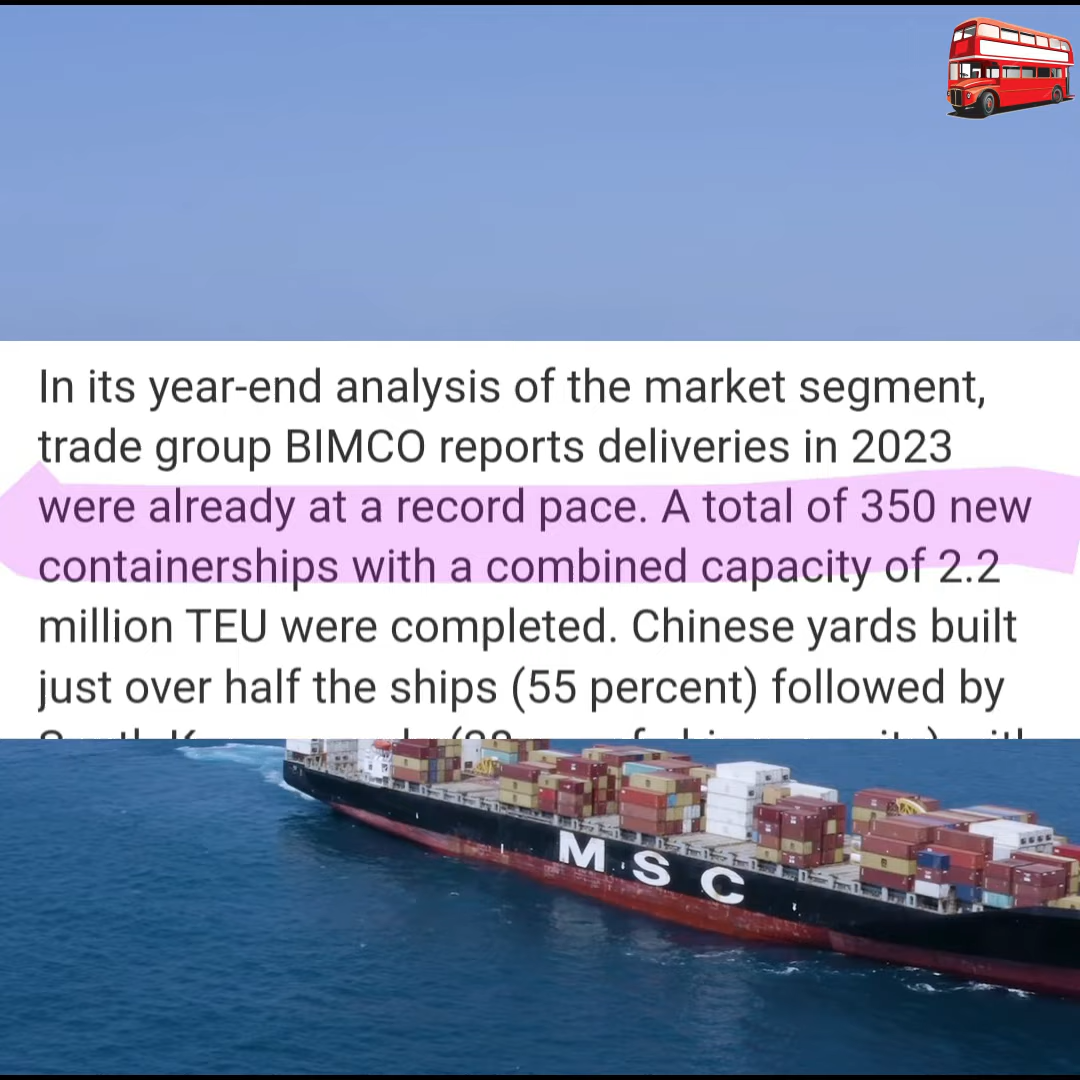 In its year-end analysis of the market segment,
trade group BIMCO reports deliveries in 2023
were already at a record pace. A total of 350 new
containerships with a combined capacity of 2.2
million TEU were completed. Chinese yards built
just over half the ships (55 percent) followed by
MSC